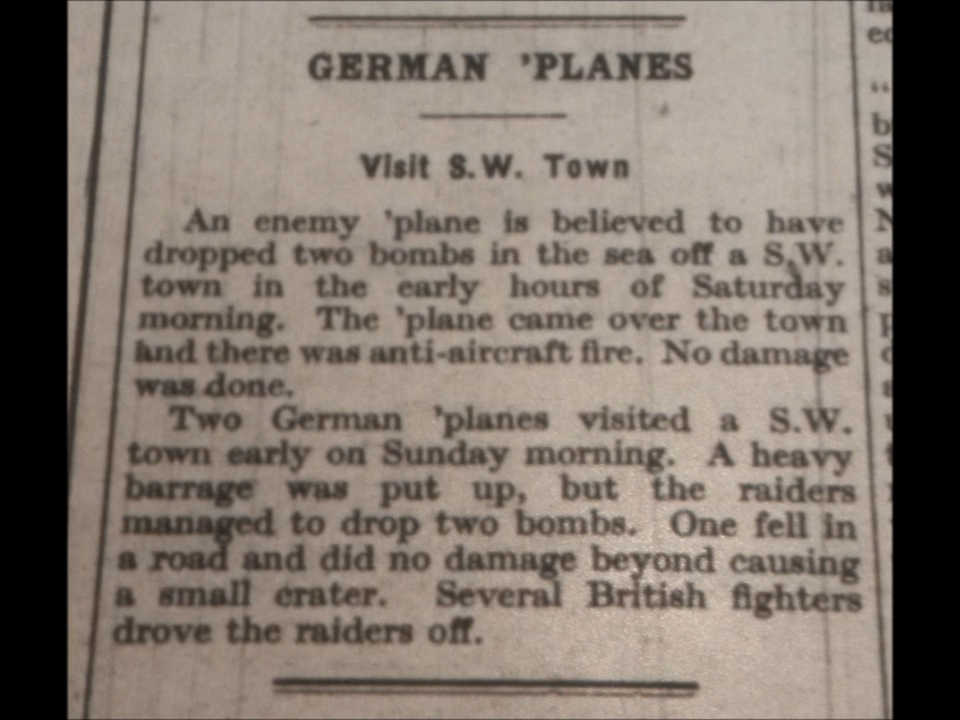 GERMAN 'PLANES
Visit S.W. Town
An enemy 'plane is believed to have
dropped two bombs in the sea off a S.W.
town in the early hours of Saturday
morning. The 'plane came over the town
and there was anti-aircraft fire. No damage
was done.
Two German 'planes visited a S.W.
town early on Sunday morning. A heavy
barrage was put up, but the raiders
managed to drop two bombs. One fell in
a road and did no damage beyond causing
a small crater. Several British fighters
drove the raiders off.